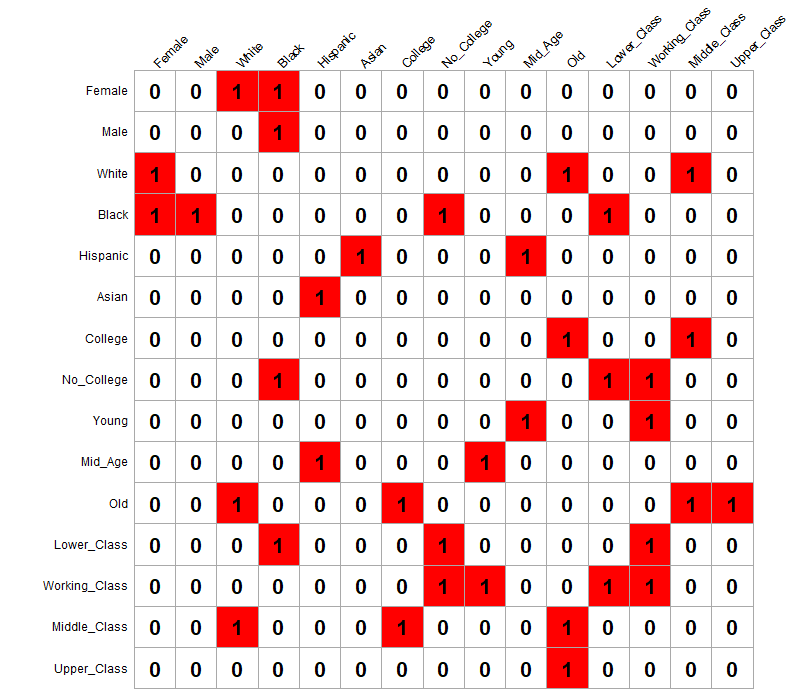 Female Male White Black Hispanic Asian College No_College Young Mid_Age Old Lower_Class Working_Class Middle_Class Upper_Class
Female 0 0 1 1 0 0 0 0 0 0 0 0 0 0 0
Male 0 0 0 1 0 0 0 0 0 0 0 0 0 0 0
White 1 0 0 0 0 0 0 0 0 0 1 0 0 1 0
Black 1 1 0 0 0 0 0 1 0 0 0 1 0 0 0
Hispanic 0 0 0 0 0 1 0 0 0 1 0 0 0 0 0
Asian 0 0 0 0 1 0 0 0 0 0 0 0 0 0 0
College 0 0 0 0 0 0 0 0 0 0 1 0 0 1 0
No_College 0 0 0 1 0 0 0 0 0 0 0 1 1 0 0
Young 0 0 0 0 0 0 0 0 0 1 0 0 1 0 0
Mid_Age 0 0 0 0 1 0 0 0 1 0 0 0 0 0 0
Old 0 0 1 0 0 0 1 0 0 0 0 0 0 1 1
Lower_Class 0 0 0 1 0 0 0 1 0 0 0 0 1 0 0
Working_Class 0 0 0 0 0 0 0 1 1 0 0 1 1 0 0
Middle_Class 0 0 1 0 0 0 1 0 0 0 1 0 0 0 0
Upper_Class 0 0 0 0 0 0 0 0 0 0 1 0 0 0 0